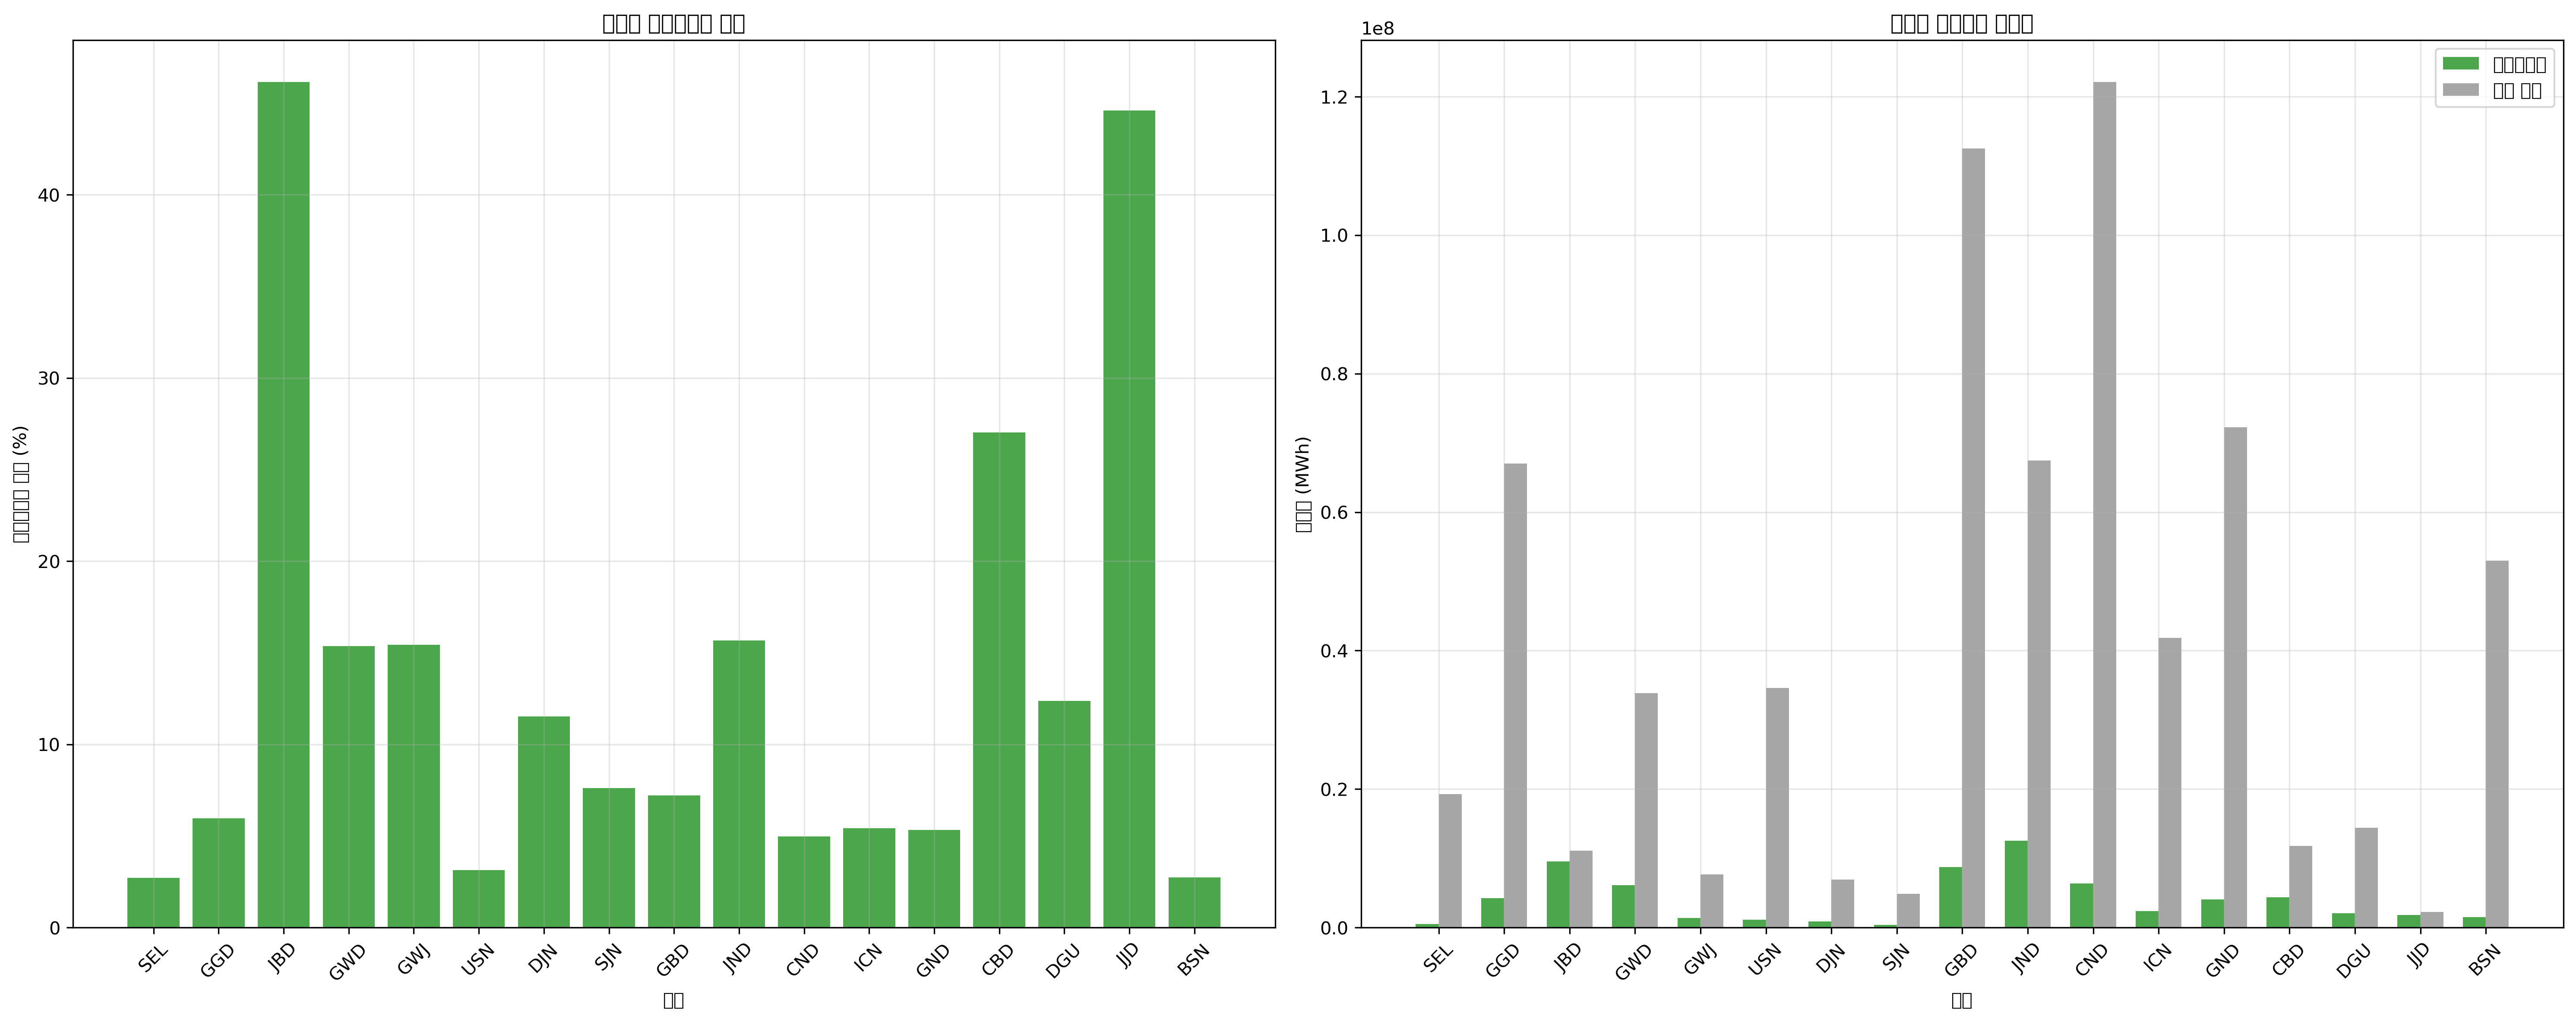 40
30
20
10
0
(%)
SEL
GGD
JBD
GWD
GWJ
USN
DJN
SJN
GBD
JND
CND
ICN
GND
CBD
DGU
JJD
BSN
1e8
1.2
1.0
0.8
0.6
0.4
0.2
0.0
(MWh)
SEL
GGD
JBD
GWD
GWJ
USN
DJN
SJN
GBD
JND
CND
ICN
GND
CBD
DGU
JJD
BSN